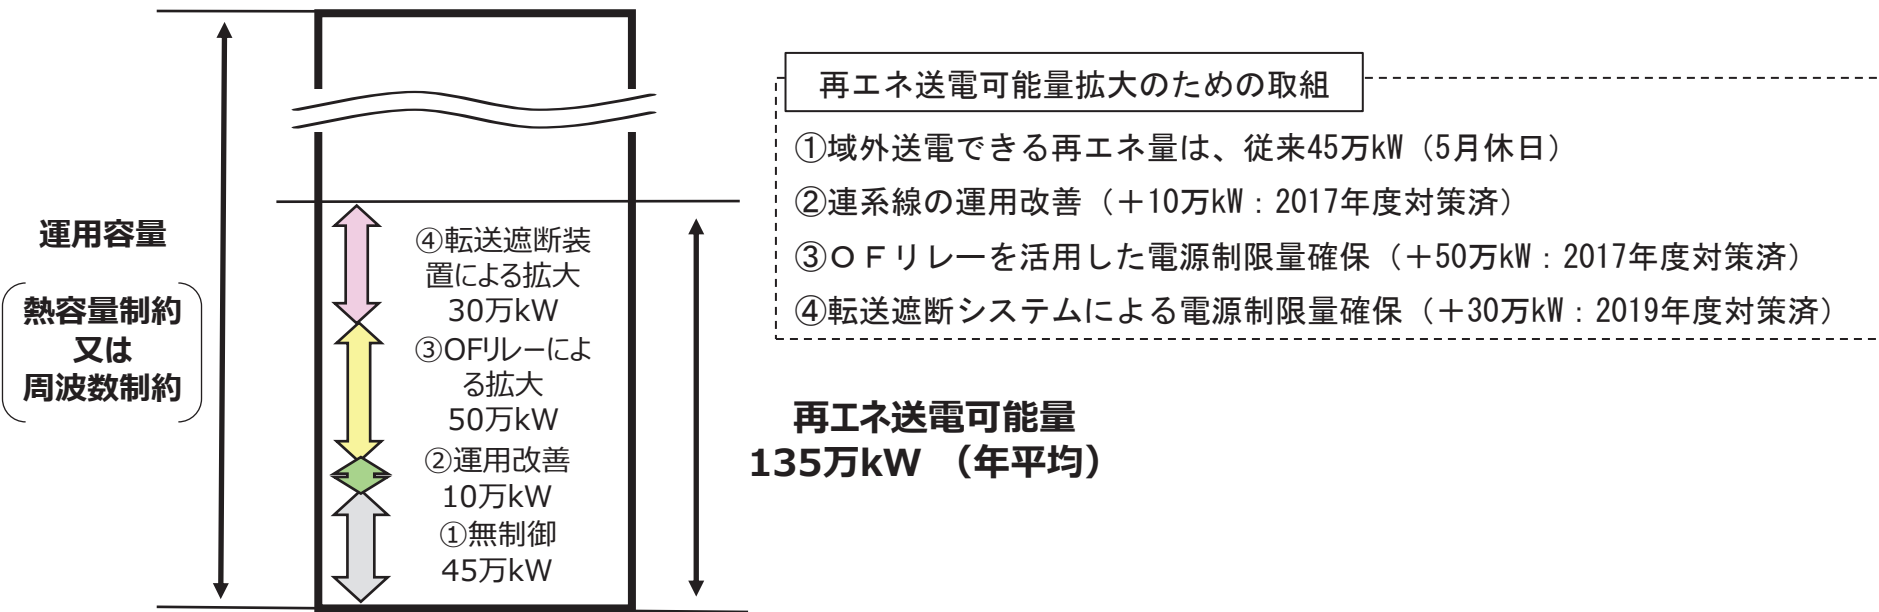 運用容量
熱容量制約
又は
周波数制約
④転送遮断装
置による拡大
30万kW
③OFリレーによ
る拡大
50万kW
②運用改善
10万kW
①無制御
45万kW
再エネ送電可能量拡大のための取組
①域外送電できる再エネ量は、従来45万kW（5月休日）
②連系線の運用改善（＋10万kW：2017年度対策済）
③ＯＦリレーを活用した電源制限量確保（＋50万kW：2017年度対策済）
④転送遮断システムによる電源制限量確保（＋30万kW：2019年度対策済）
再エネ送電可能量
135万kW （年平均）